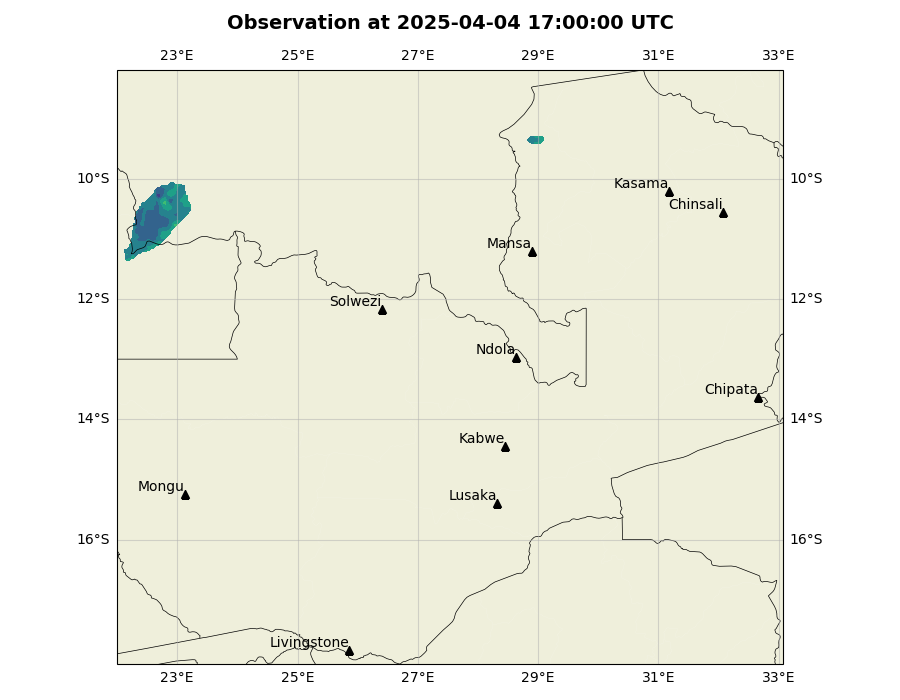 Observation at 2025-04-04 17:00:00 UTC
23°E 25°E 27°E 29°E 31°E 33°E
10°S 10°S
Kasama
Chinsali
Mansa
12°S 12°S
Solwezi
Ndola
Chipata
14°S 14°S
Kabwe
Mongu
Lusaka
16°S 16°S
Livingstone
23°E 25°E 27°E 29°E 31°E 33°E